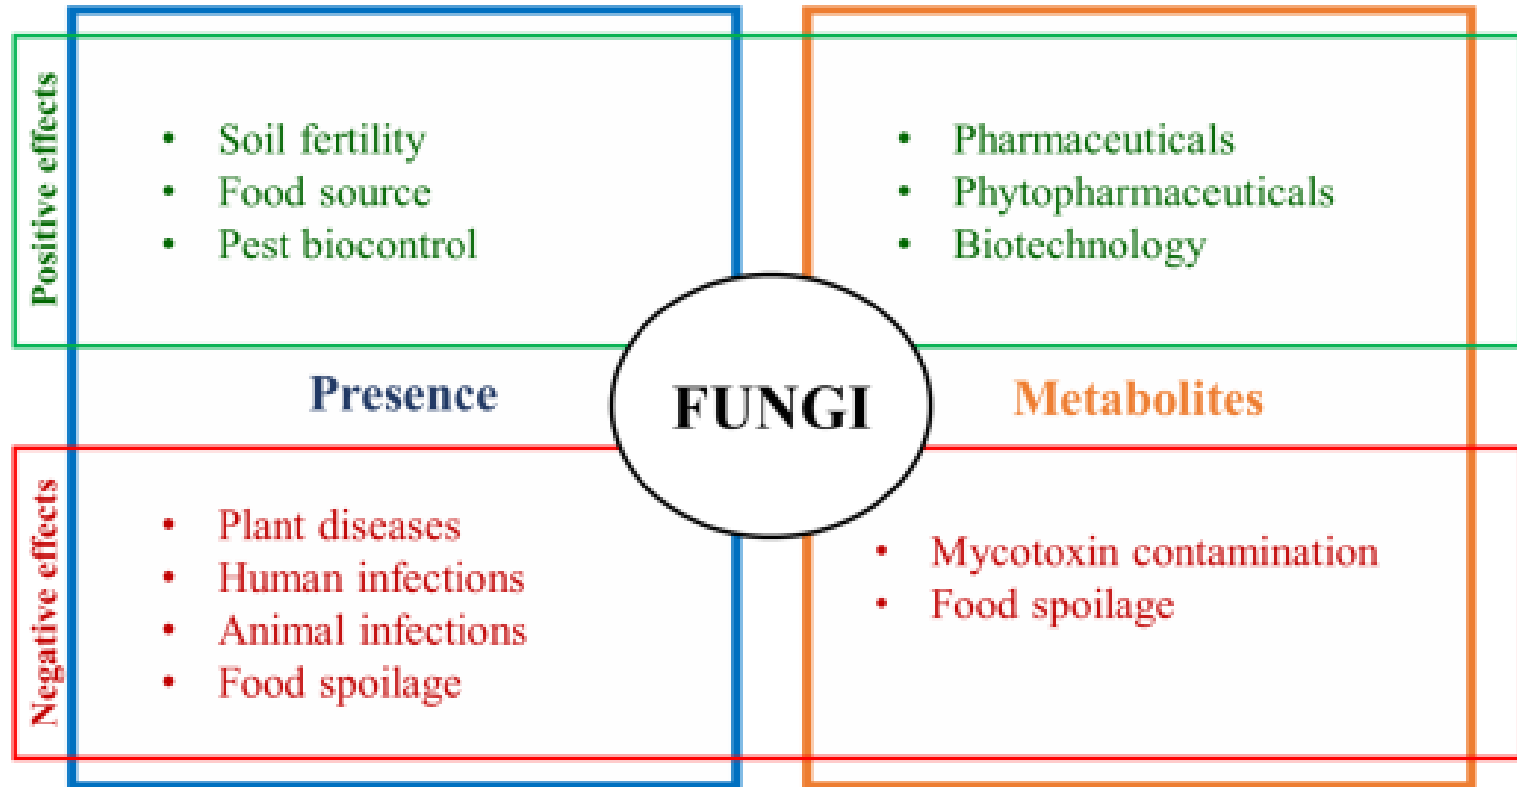 Positive effects
• Soil fertility
• Food source
• Pest biocontrol
• Pharmaceuticals
• Phytopharmaceuticals
• Biotechnology
Presence
FUNGI
Metabolites
Negative effects
• Plant diseases
• Human infections
• Animal infections
• Food spoilage
• Mycotoxin contamination
• Food spoilage